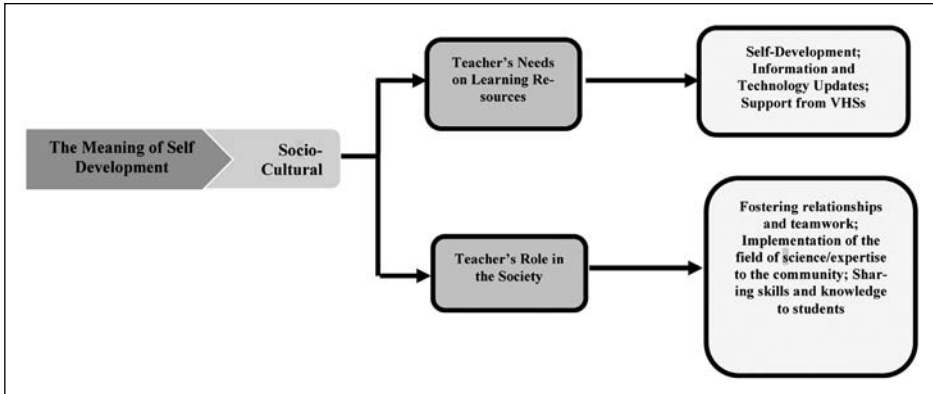 The Meaning of Self
Development
Socio-
Cultural
Teacher's Needs
on Learning Re-
sources
Self-Development;
Information and
Technology Updates;
Support from VHSs
Teacher's Role in
the Society
Fostering relationships
and teamwork;
Implementation of the
field of science/expertise
to the community; Shar-
ing skills and knowledge
to students